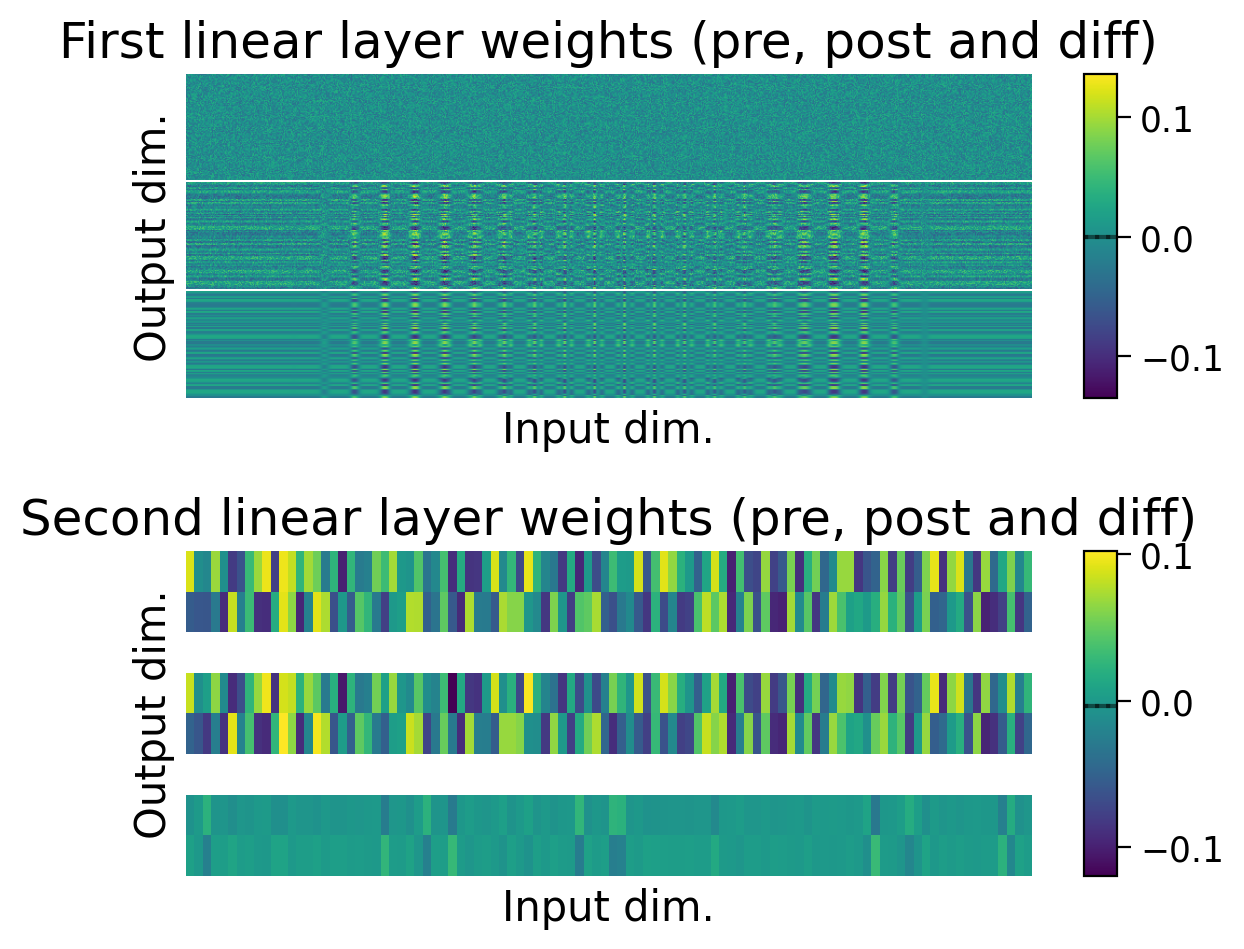 First linear layer weights (pre, post and diff)
Output dim.
0.1
0.0
−0.1
Input dim.
Second linear layer weights (pre, post and diff)
Output dim.
0.1
0.0
−0.1
Input dim.